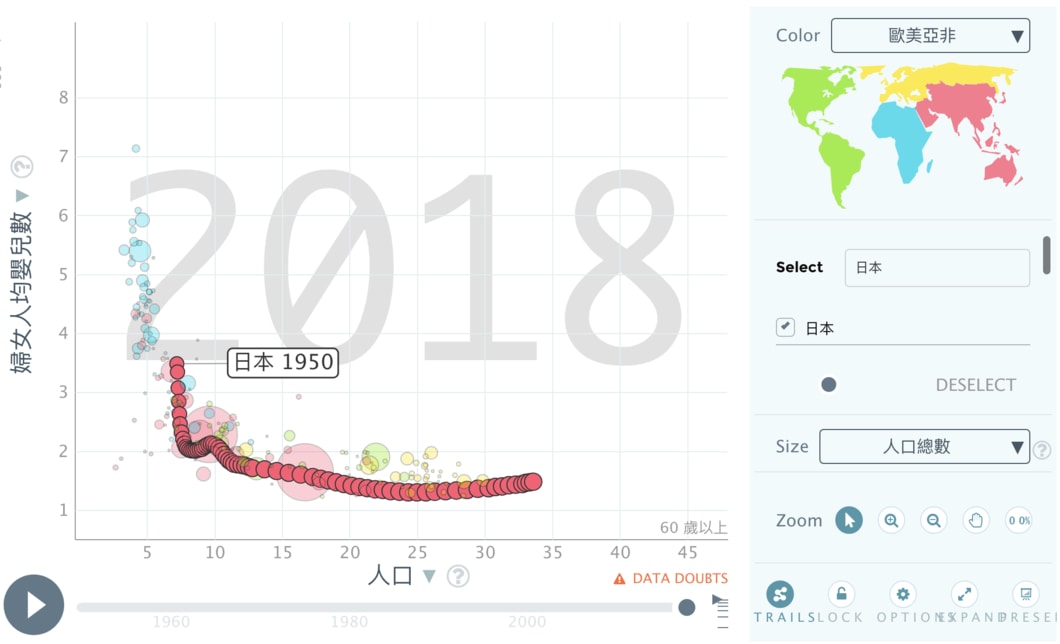 Color
歐美亞非 ▼
8
7
6
5
4
3
2
1
婦女人均嬰兒數 ▼ ?
2018
日本 1950
60 歲以上
5 10 15 20 25 30 35 40 45
人口 ▼ ?
DATA DOUBTS
1960 1980 2000
Select
日本
日本
DESELECT
Size
人口總數 ▼
?
Zoom
TRAILS
LOCK
OPTIONS
EXPAND